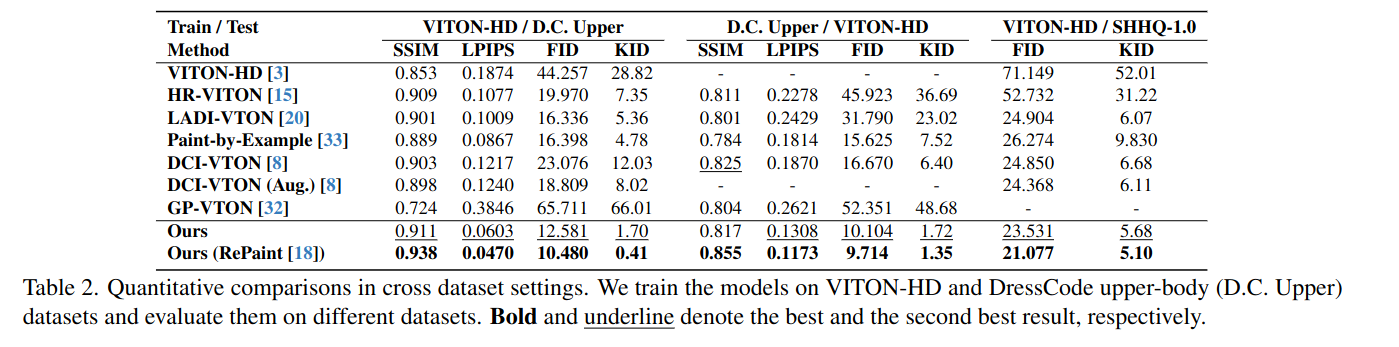 Train / Test VITON-HD / D.C. Upper D.C. Upper / VITON-HD VITON-HD / SHHQ-1.0
Method SSIM LPIPS FID KID SSIM LPIPS FID KID FID KID
VITON-HD [3] 0.853 0.1874 44.257 28.82 - - - - 71.149 52.01
HR-VITON [15] 0.909 0.1077 19.970 7.35 0.811 0.2278 45.923 36.69 52.732 31.22
LADI-VTON [20] 0.901 0.1009 16.336 5.36 0.801 0.2429 31.790 23.02 24.904 6.07
Paint-by-Example [33] 0.889 0.0867 16.398 4.78 0.784 0.1814 15.625 7.52 26.274 9.830
DCI-VTON [8] 0.903 0.1217 23.076 12.03 0.825 0.1870 16.670 6.40 24.850 6.68
DCI-VTON (Aug.) [8] 0.898 0.1240 18.809 8.02 - - - - 24.368 6.11
GP-VTON [32] 0.724 0.3846 65.711 66.01 0.804 0.2621 52.351 48.68 - -
Ours 0.911 0.0603 12.581 1.70 0.817 0.1308 10.104 1.72 23.531 5.68
Ours (RePaint [18]) 0.938 0.0470 10.480 0.41 0.855 0.1173 9.714 1.35 21.077 5.10
Table 2. Quantitative comparisons in cross dataset settings. We train the models on VITON-HD and DressCode upper-body (D.C. Upper)
datasets and evaluate them on different datasets. Bold and underline denote the best and the second best result, respectively.